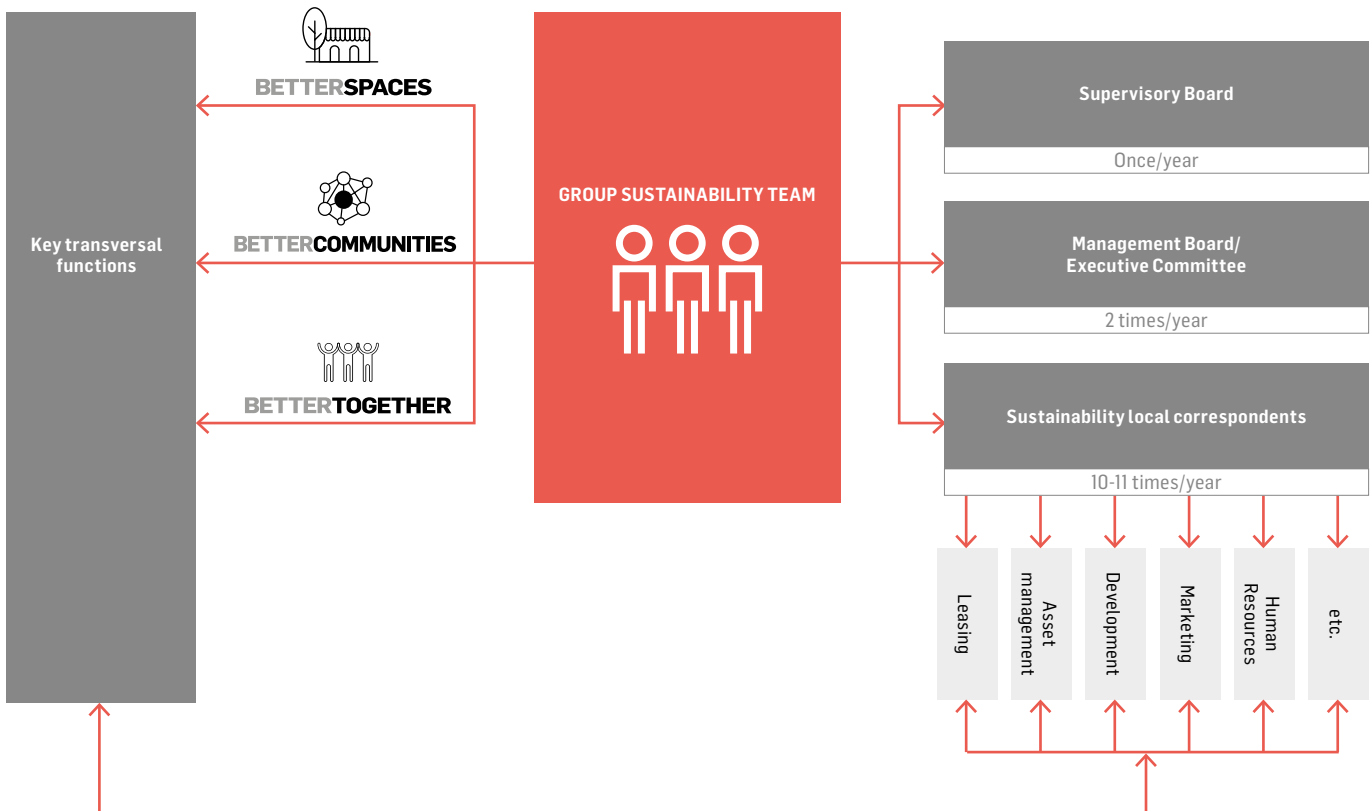 Key transversal
functions
BETTERSPACES
BETTERCOMMUNITIES
BETTERTOGETHER
GROUP SUSTAINABILITY TEAM
Supervisory Board
Once/year
Management Board/
Executive Committee
2 times/year
Sustainability local correspondents
10-11 times/year
Leasing
Asset
management
Development
Marketing
Human
Resources
etc.